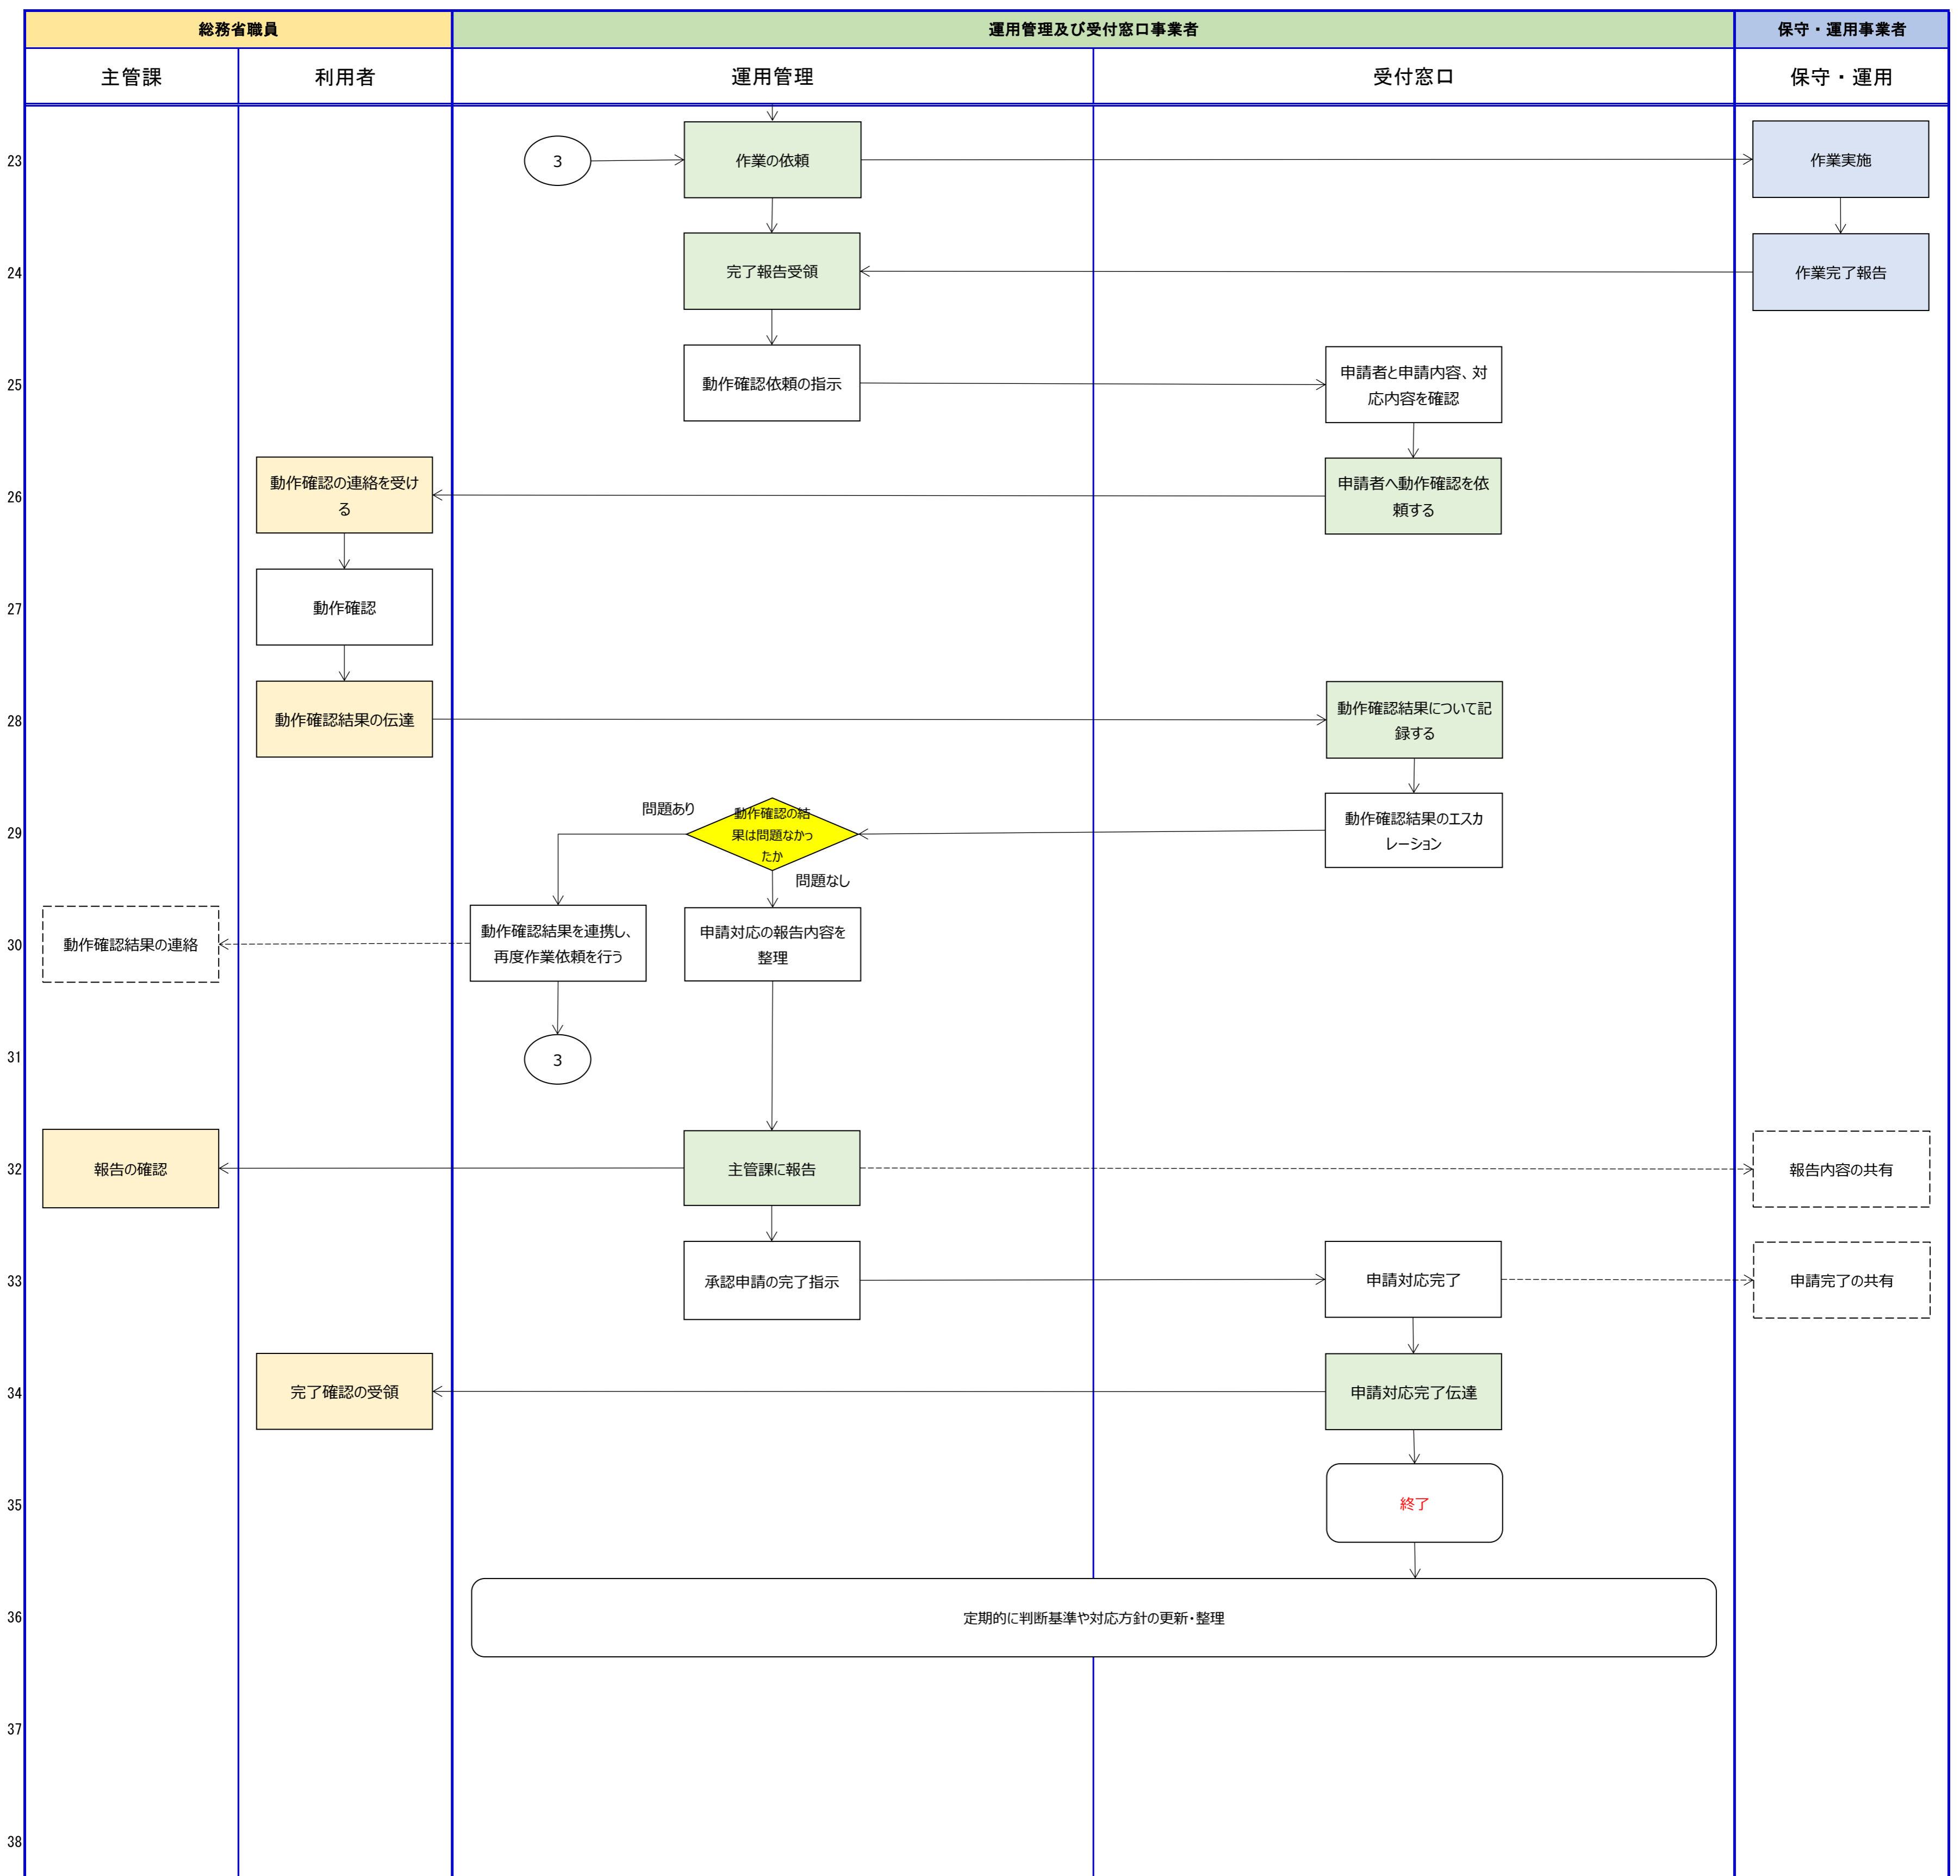 総務省職員
運用管理及び受付窓口事業者
保守・運用事業者
主管課
利用者
運用管理
受付窓口
保守・運用
23
3
作業の依頼
作業実施
24
完了報告受領
作業完了報告
25
動作確認依頼の指示
申請者と申請内容、対
応内容を確認
26
動作確認の連絡を受け
る
申請者へ動作確認を依
頼する
27
動作確認
28
動作確認結果の伝達
動作確認結果について記
録する
29
問題あり
動作確認の結
果は問題なかっ
たか
動作確認結果のエスカ
レーション
問題なし
30
動作確認結果の連絡
動作確認結果を連携し、
再度作業依頼を行う
申請対応の報告内容を
整理
31
3
32
報告の確認
主管課に報告
報告内容の共有
33
承認申請の完了指示
申請対応完了
申請完了の共有
34
完了確認の受領
申請対応完了伝達
35
終了
36
定期的に判断基準や対応方針の更新・整理
37
38